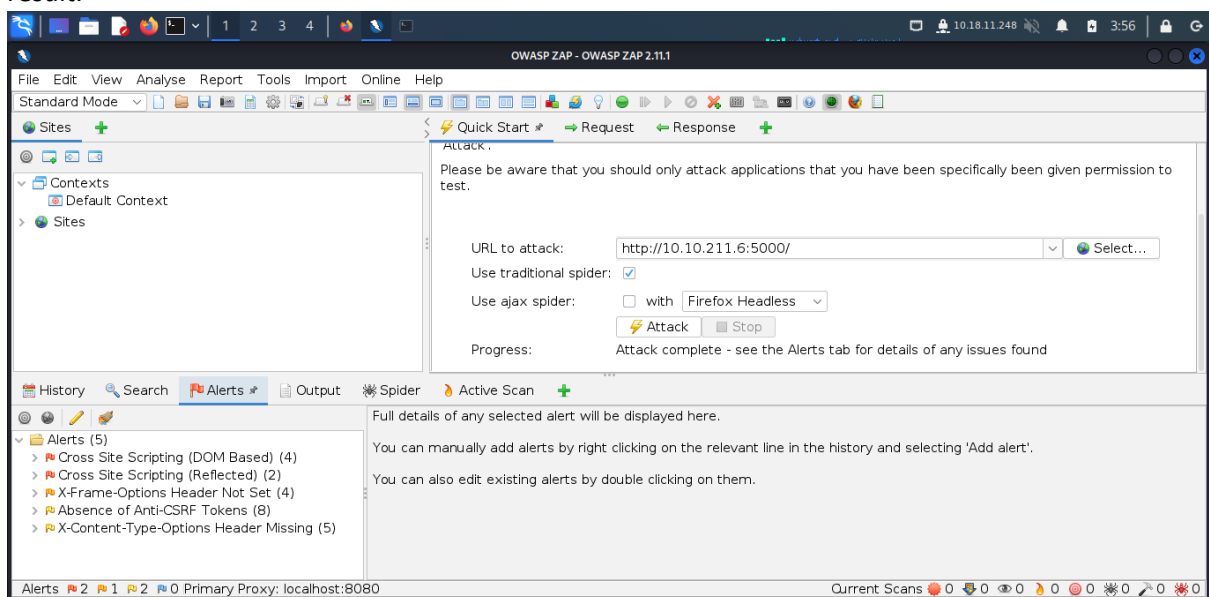 result.
1 2 3 4 10.18.11.248 3:56
OWASP ZAP - OWASP ZAP 2.11.1
File Edit View Analyse Report Tools Import Online Help
Standard Mode
Sites
Quick Start Request Response
Attack'.
Please be aware that you should only attack applications that you have been specifically been given permission to
test.
Contexts
Default Context
Sites
URL to attack: http://10.10.211.6:5000/ Select...
Use traditional spider:
Use ajax spider: with Firefox Headless
Attack Stop
Progress: Attack complete - see the Alerts tab for details of any issues found
History Search Alerts Output Spider Active Scan
Full details of any selected alert will be displayed here.
You can manually add alerts by right clicking on the relevant line in the history and selecting 'Add alert'.
You can also edit existing alerts by double clicking on them.
Alerts (5)
Cross Site Scripting (DOM Based) (4)
Cross Site Scripting (Reflected) (2)
X-Frame-Options Header Not Set (4)
Absence of Anti-CSRF Tokens (8)
X-Content-Type-Options Header Missing (5)
Alerts 2 1 2 0 Primary Proxy: localhost:8080
Current Scans 0 0 0 0 0 0 0 0